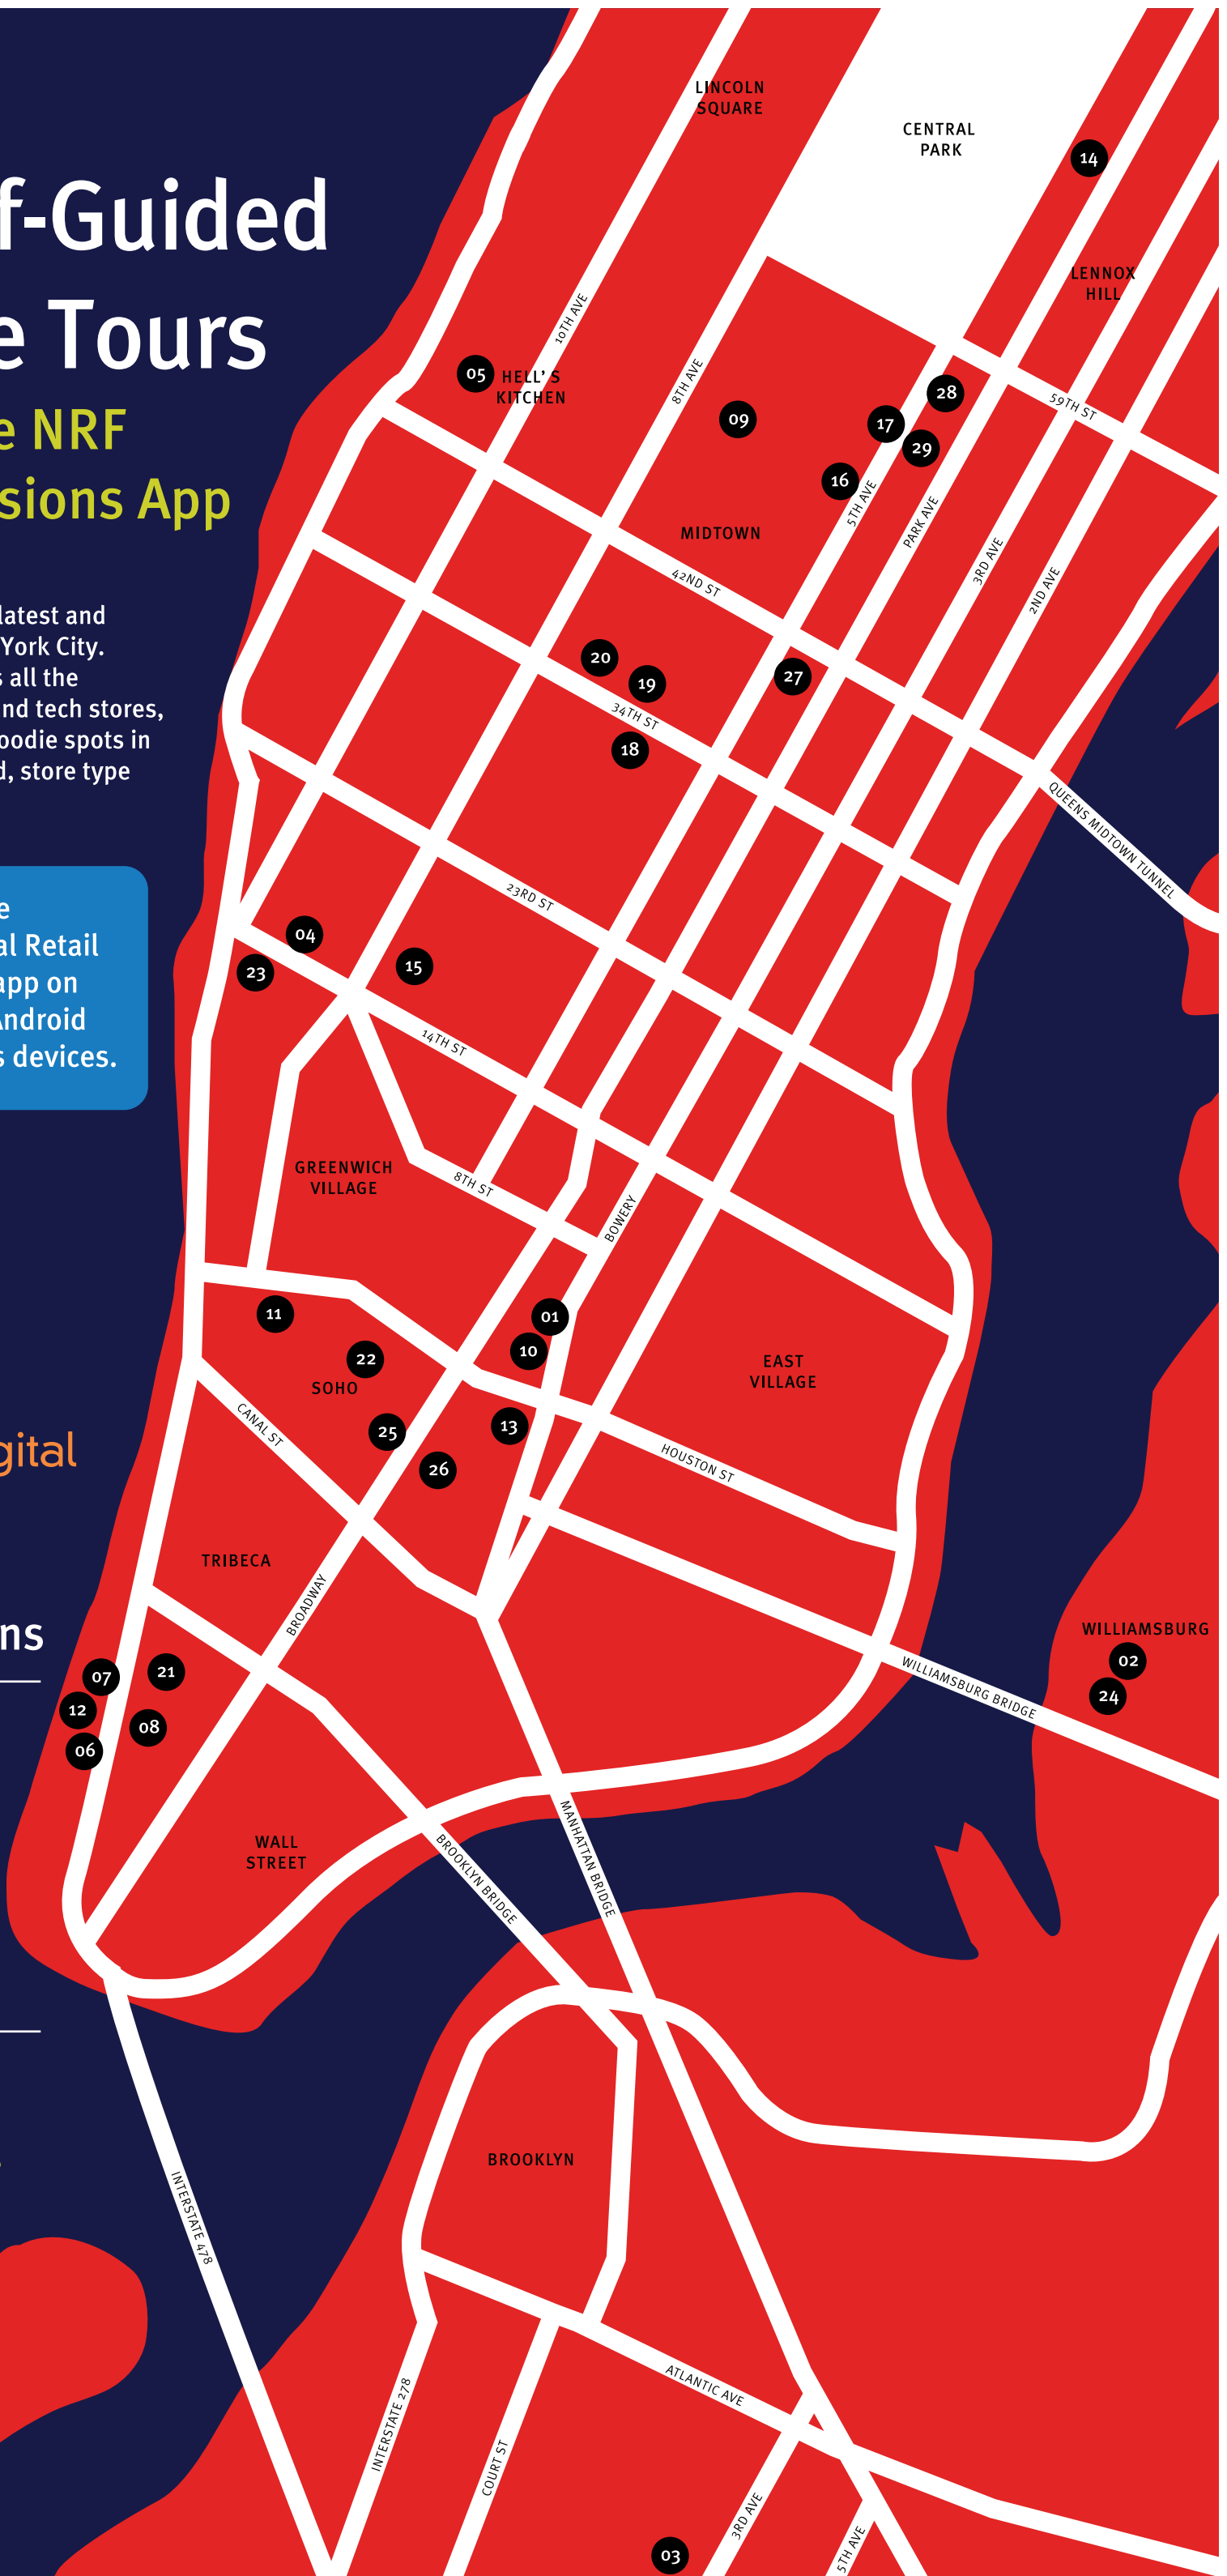 f-Guided
e Tours
e NRF
sions App
latest and
York City.
s all the
nd tech stores,
oodie spots in
d, store type
e
al Retail
app on
Android
s devices.
gital
ns
LINCOLN
SQUARE
CENTRAL
PARK
14
LENNOX
HILL
10TH AVE
8TH AVE
05
HELL' S
KITCHEN
09
28
17
29
16
59TH ST
5TH AVE
PARK AVE
3RD AVE
2ND AVE
MIDTOWN
42ND ST
20
19
27
34TH ST
18
QUEENS MIDTOWN TUNNEL
23RD ST
04
23
15
14TH ST
GREENWICH
VILLAGE
8TH ST
BOWERY
11
01
10
22
SOHO
EAST
VILLAGE
CANAL ST
25
13
26
HOUSTON ST
TRIBECA
BROADWAY
WILLIAMSBURG
02
24
WILLIAMSBURG BRIDGE
07
21
12
08
06
WALL
STREET
BROOKLYN BRIDGE
MANHATTAN BRIDGE
BROOKLYN
INTERSTATE 478
ATLANTIC AVE
INTERSTATE 278
COURT ST
3RD AVE
5TH AVE
03